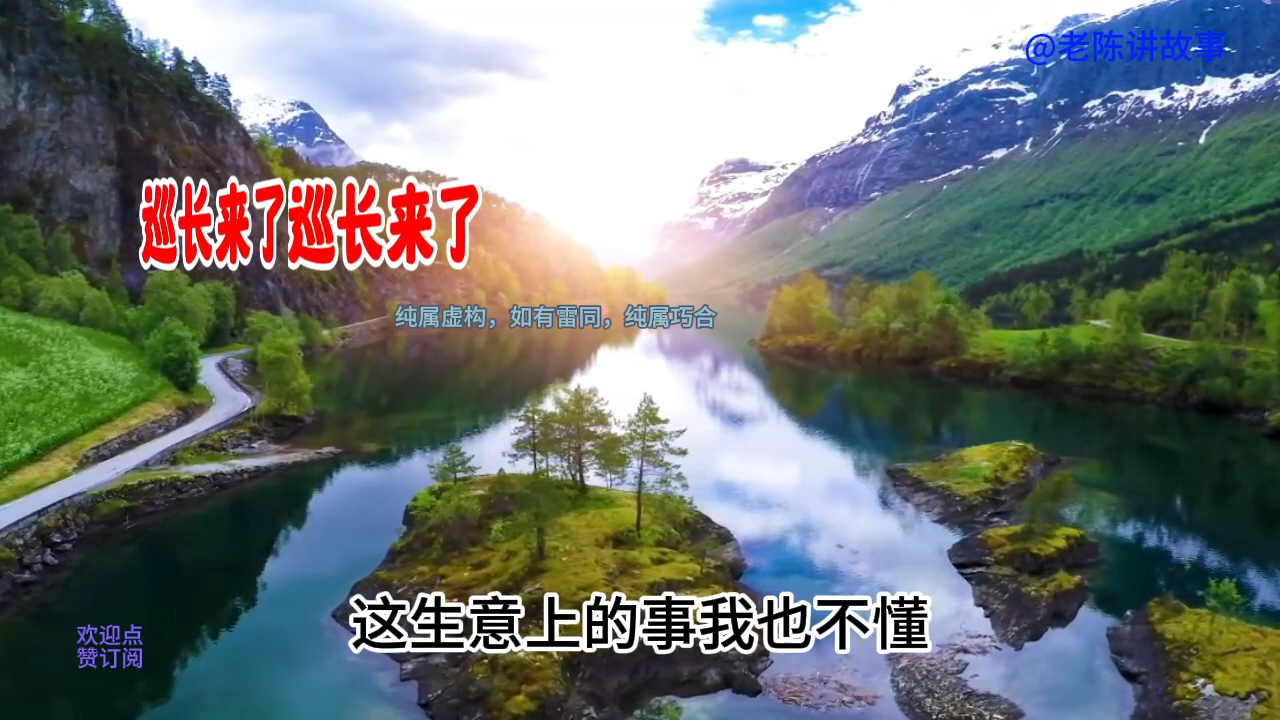 @老陈讲故事
巡长来了巡长来了
纯属虚构，如有雷同，纯属巧合
这生意上的事我也不懂
欢迎点
赞订阅